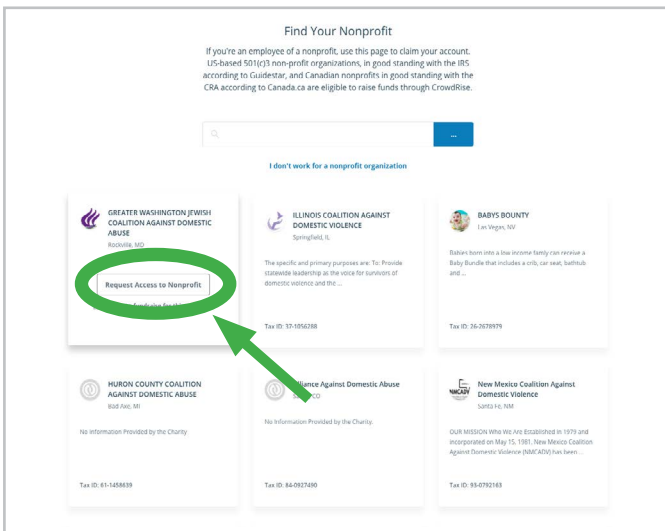 Find Your Nonprofit
If you're an employee of a nonprofit, use this page to claim your account.
US-based 501(c)3 non-profit organizations, in good standing with the IRS
according to Guidestar, and Canadian nonprofits in good standing with the
CRA according to Canada.ca are eligible to raise funds through CrowdRise.
...
I don't work for a nonprofit organization
GREATER WASHINGTON JEWISH
COALITION AGAINST DOMESTIC
ABUSE
Rockville, MD
Request Access to Nonprofit
ILLINOIS COALITION AGAINST
DOMESTIC VIOLENCE
Springfield, IL
The specific and primary purposes are: To: Provide
statewide leadership as the voice for survivors of
domestic violence and the ...
Tax ID: 37-1056288
BABYS BOUNTY
Las Vegas, NV
Babies born into a low income family can receive a
Baby Bundle that includes a crib, car seat, bathtub
and ...
Tax ID: 26-2678979
HURON COUNTY COALITION
AGAINST DOMESTIC ABUSE
Bad Axe, MI
No Information Provided by the Charity
Tax ID: 61-1458639
Alliance Against Domestic Abuse
CO
No Information Provided by the Charity.
Tax ID: 84-0927490
NMCADV
New Mexico Coalition Against
Domestic Violence
Santa Fe, NM
OUR MISSION Who We Are Established in 1979 and
incorporated on May 15, 1981, New Mexico Coalition
Against Domestic Violence (NMCADV) has been ...
Tax ID: 93-0792163